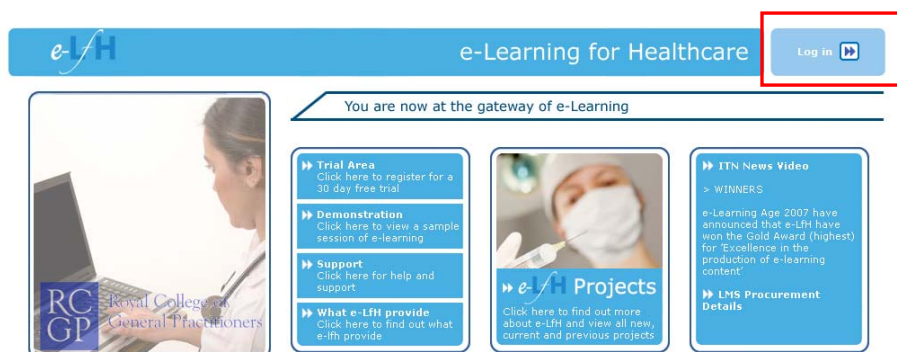 e-LfH
e-Learning for Healthcare
Log in
You are now at the gateway of e-Learning
RC
GP
Royal College of
General Practitioners
Trial Area
Click here to register for a
30 day free trial
Demonstration
Click here to view a sample
session of e-learning
Support
Click here for help and
support
What e-LfH provide
Click here to find out what
e-lfh provide
e-LfH Projects
Click here to find out more
about e-LfH and view all new,
current and previous projects
ITN News Video
> WINNERS
e-Learning Age 2007 have
announced that e-LfH have
won the Gold Award (highest)
for 'Excellence in the
production of e-learning
content'
LMS Procurement
Details